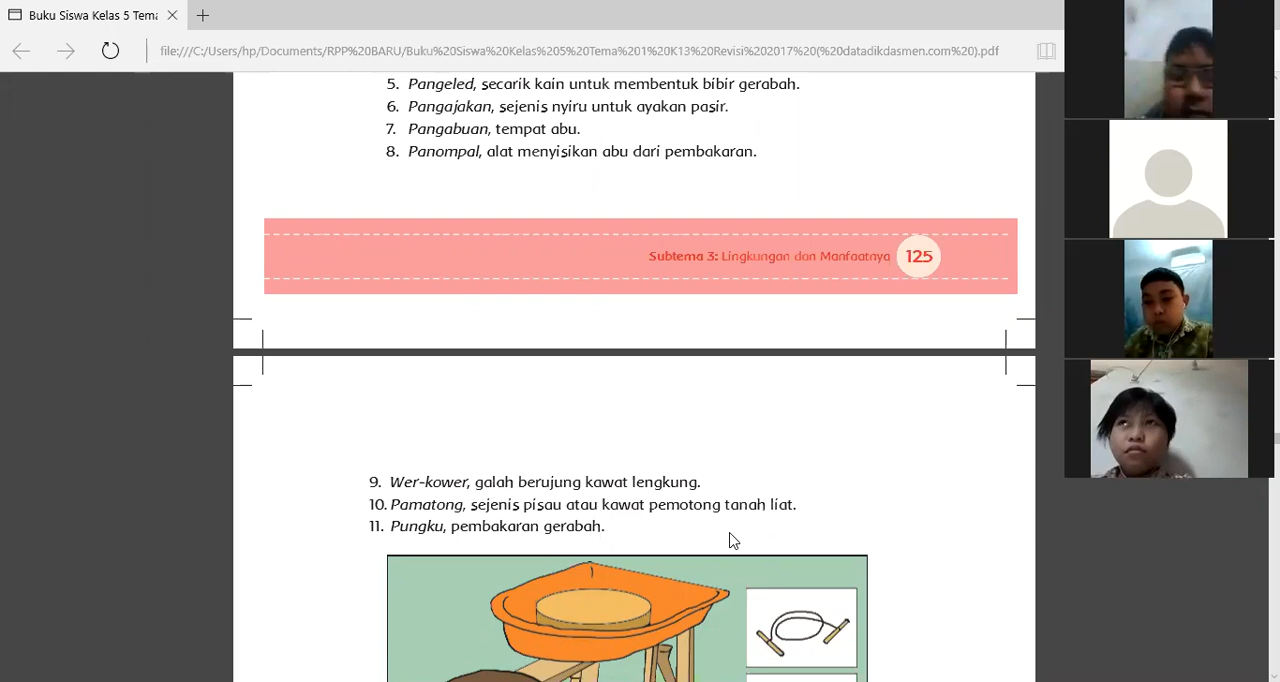 Buku Siswa Kelas 5 Tema
file:///C:/Users/hp/Documents/RPP%20BARU/Buku%20Siswa%20Kelas%205%20Tema%201%20K13%20Revisi%202017%20(%20datadikdasmen.com%20).pdf
5. Pangeled, secarik kain untuk membentuk bibir gerabah.
6. Pangajakan, sejenis nyiru untuk ayakan pasir.
7. Pangabuan, tempat abu.
8. Panompal, alat menyisikan abu dari pembakaran.
Subtema 3: Lingkungan dan Manfaatnya 125
9. Wer-kower, galah berujung kawat lengkung.
10. Pamatong, sejenis pisau atau kawat pemotong tanah liat.
11. Pungku, pembakaran gerabah.